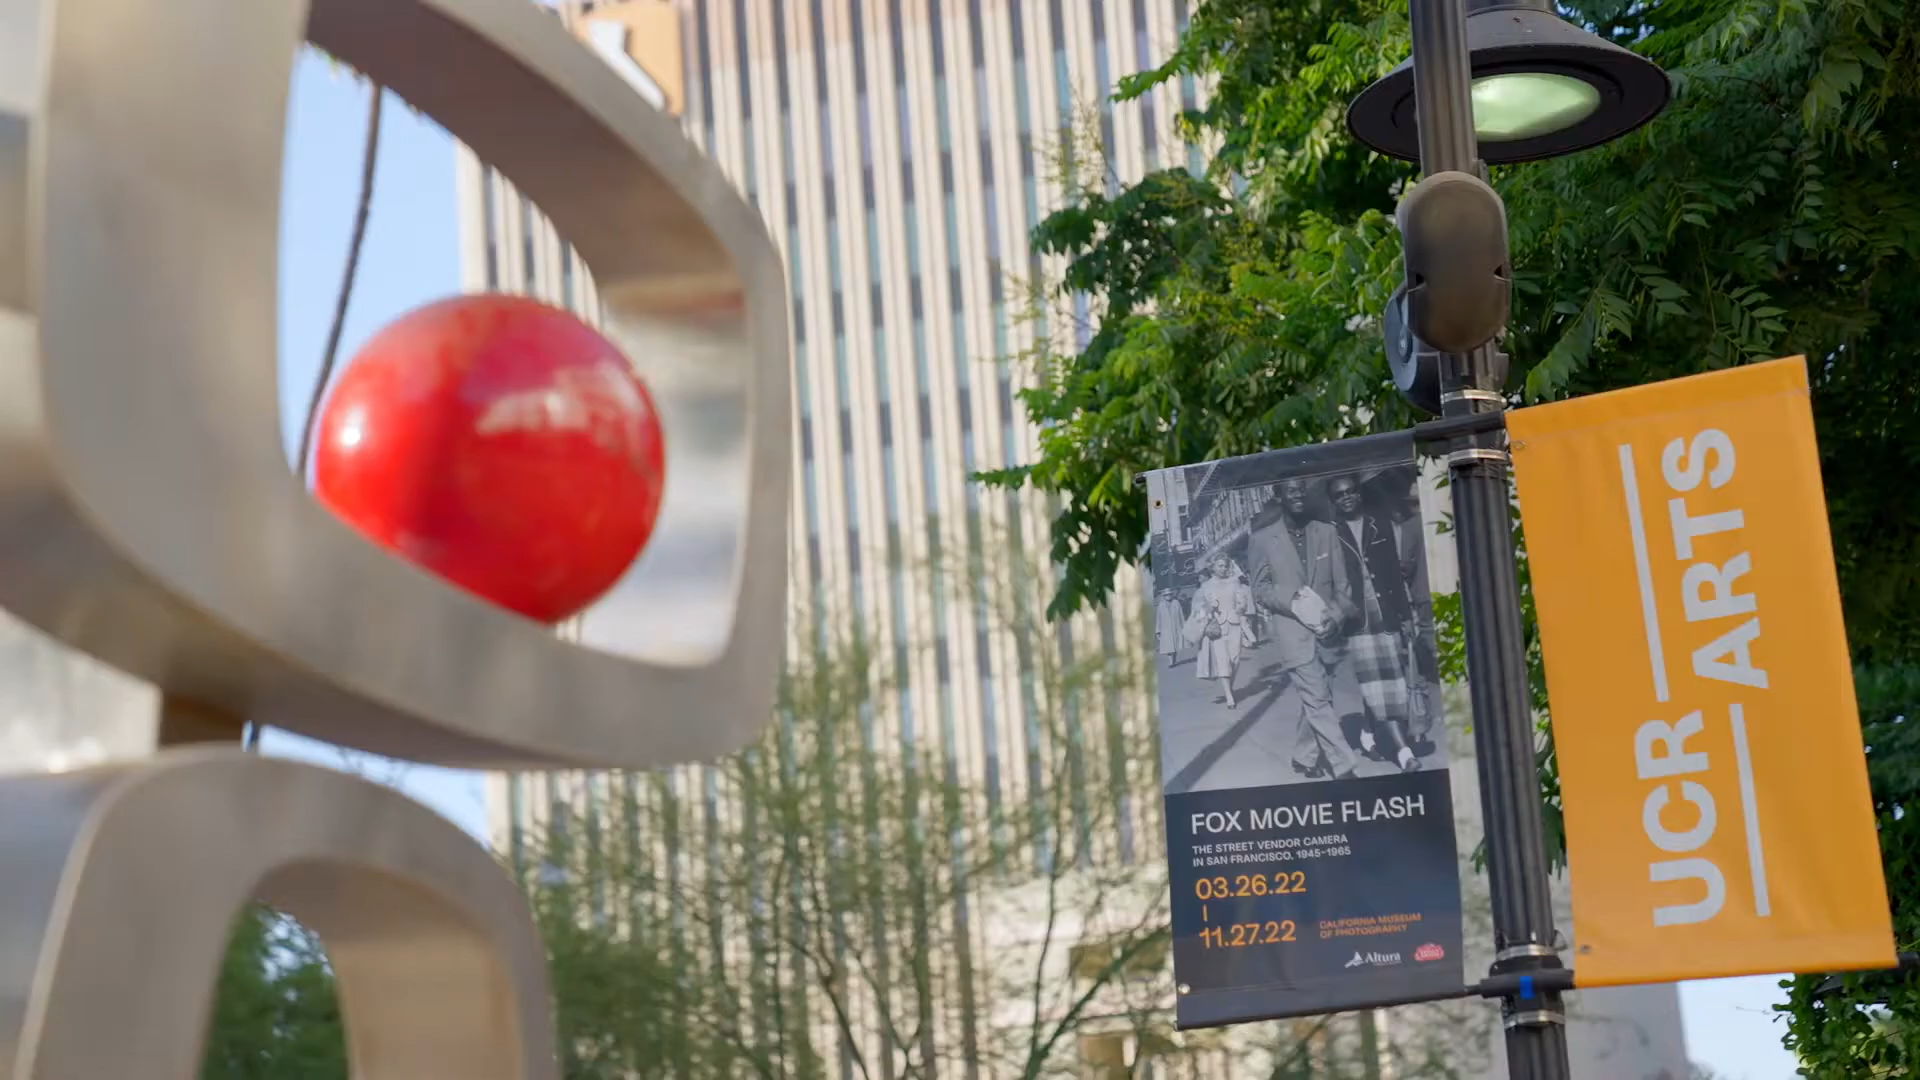 FOX MOVIE FLASH
THE STREET VENDOR CAMERA
IN SAN FRANCISCO, 1945-1965
03.26.22
11.27.22
CALIFORNIA MUSEUM
OF PHOTOGRAPHY
Altura
UCR
ARTS